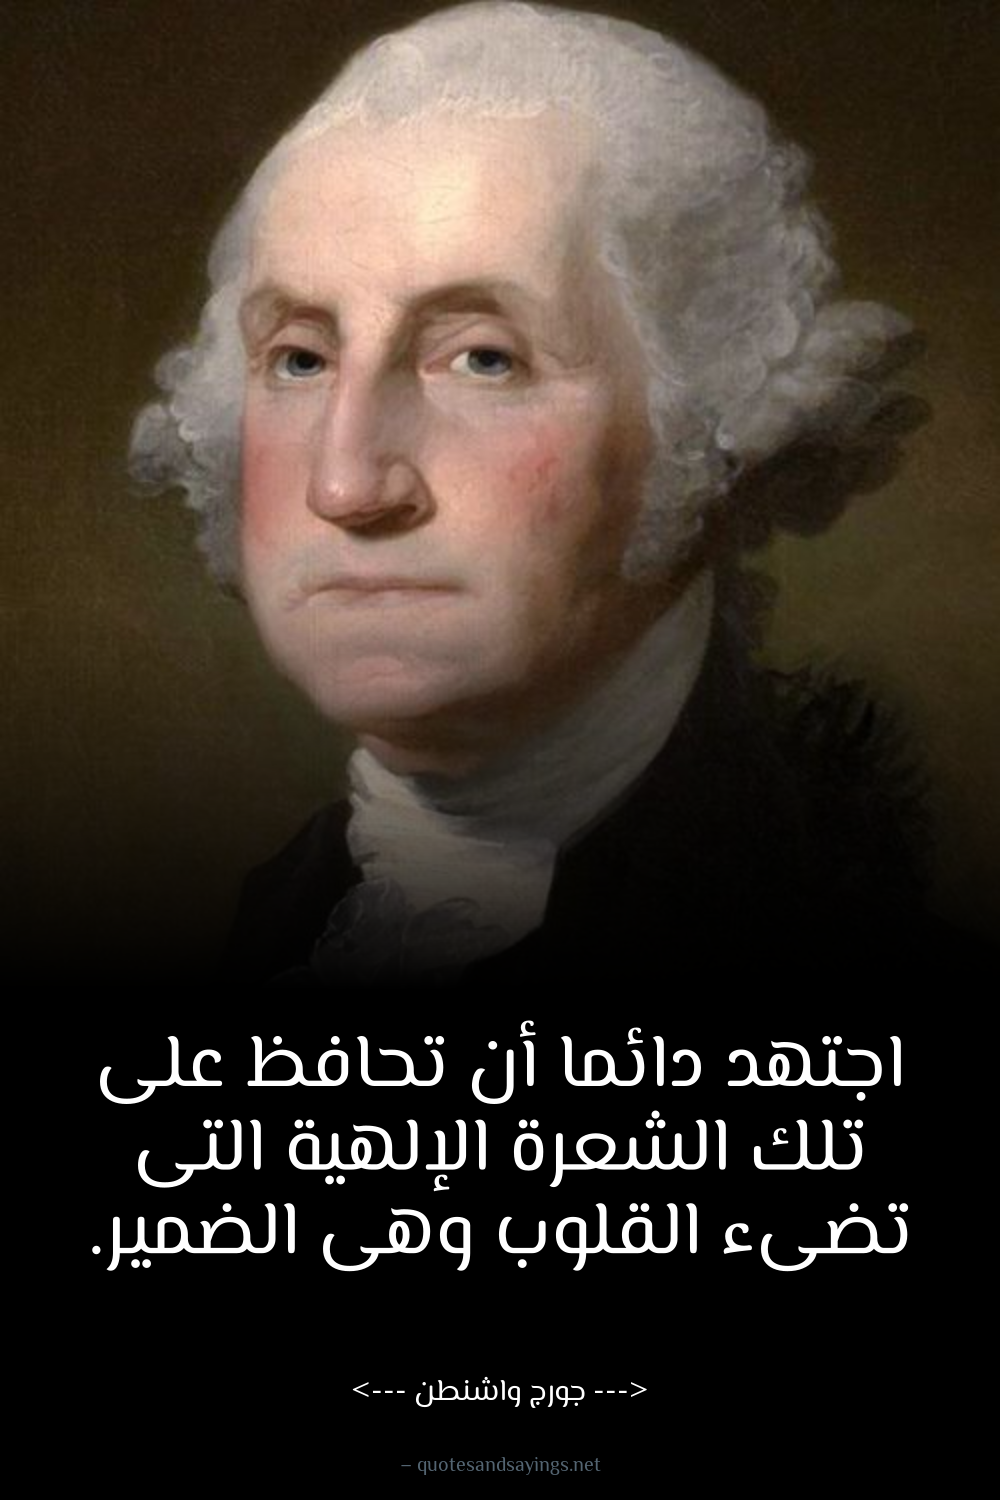 اجتهد دائما أن تحافظ على
تلك الشعرة الإلهية التى
تضىء القلوب وهى الضمير.
<--- جورج واشنطن --->
– quotesandsayings.net